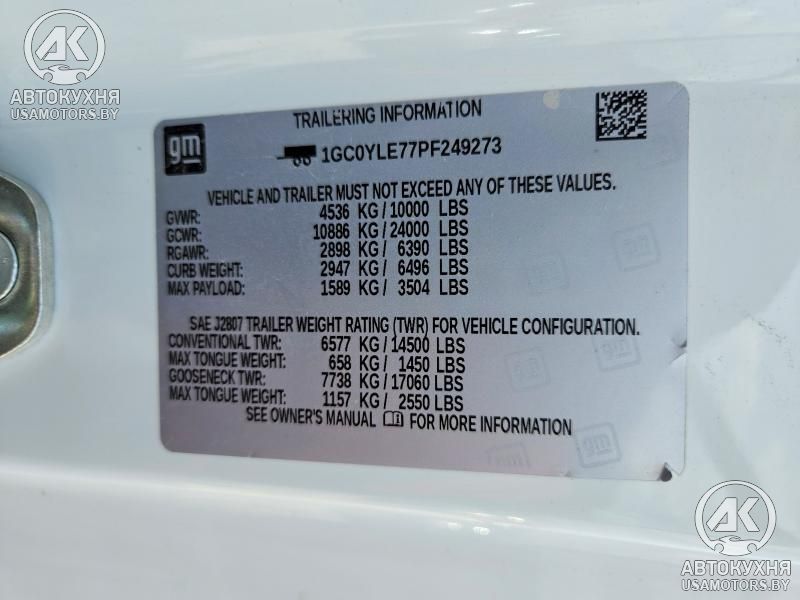 AK
АВТОКУХНЯ
USAMOTORS.BY
gm
TRAILERING INFORMATION
1GC0YLE77PF249273
VEHICLE AND TRAILER MUST NOT EXCEED ANY OF THESE VALUES.
GVWR: 4536 KG/10000 LBS
GCWR: 10886 KG/24000 LBS
RGAWR: 2898 KG/ 6390 LBS
CURB WEIGHT: 2947 KG/ 6496 LBS
MAX PAYLOAD: 1589 KG/ 3504 LBS
SAE J2807 TRAILER WEIGHT RATING (TWR) FOR VEHICLE CONFIGURATION.
CONVENTIONAL TWR: 6577 KG/14500 LBS
MAX TONGUE WEIGHT: 658 KG/ 1450 LBS
GOOSENECK TWR: 7738 KG/17060 LBS
MAX TONGUE WEIGHT: 1157 KG/ 2550 LBS
SEE OWNER'S MANUAL FOR MORE INFORMATION
gm
gm
AK
АВТОКУХНЯ
USAMOTORS.BY